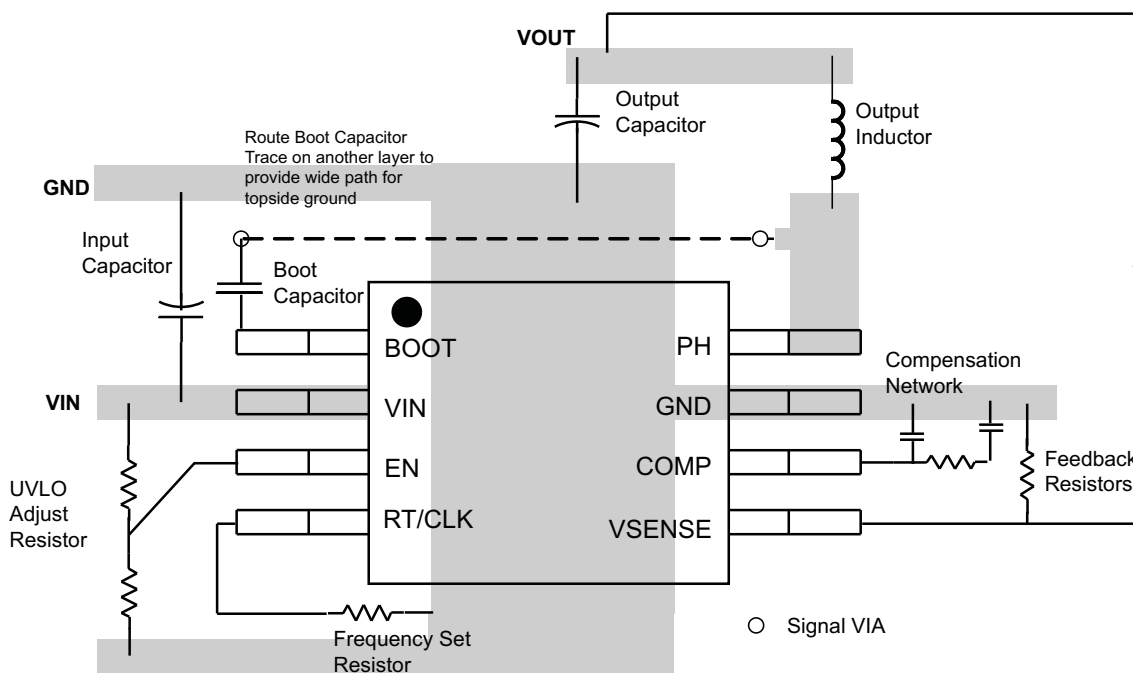 VOUT
Output
Capacitor
Output
Inductor
Route Boot Capacitor
Trace on another layer to
provide wide path for
topside ground
GND
Input
Capacitor
Boot
Capacitor
BOOT
PH
VIN
VIN
GND
Compensation
Network
EN
COMP
Feedback
Resistors
UVLO
Adjust
Resistor
RT/CLK
VSENSE
Frequency Set
Resistor
Signal VIA